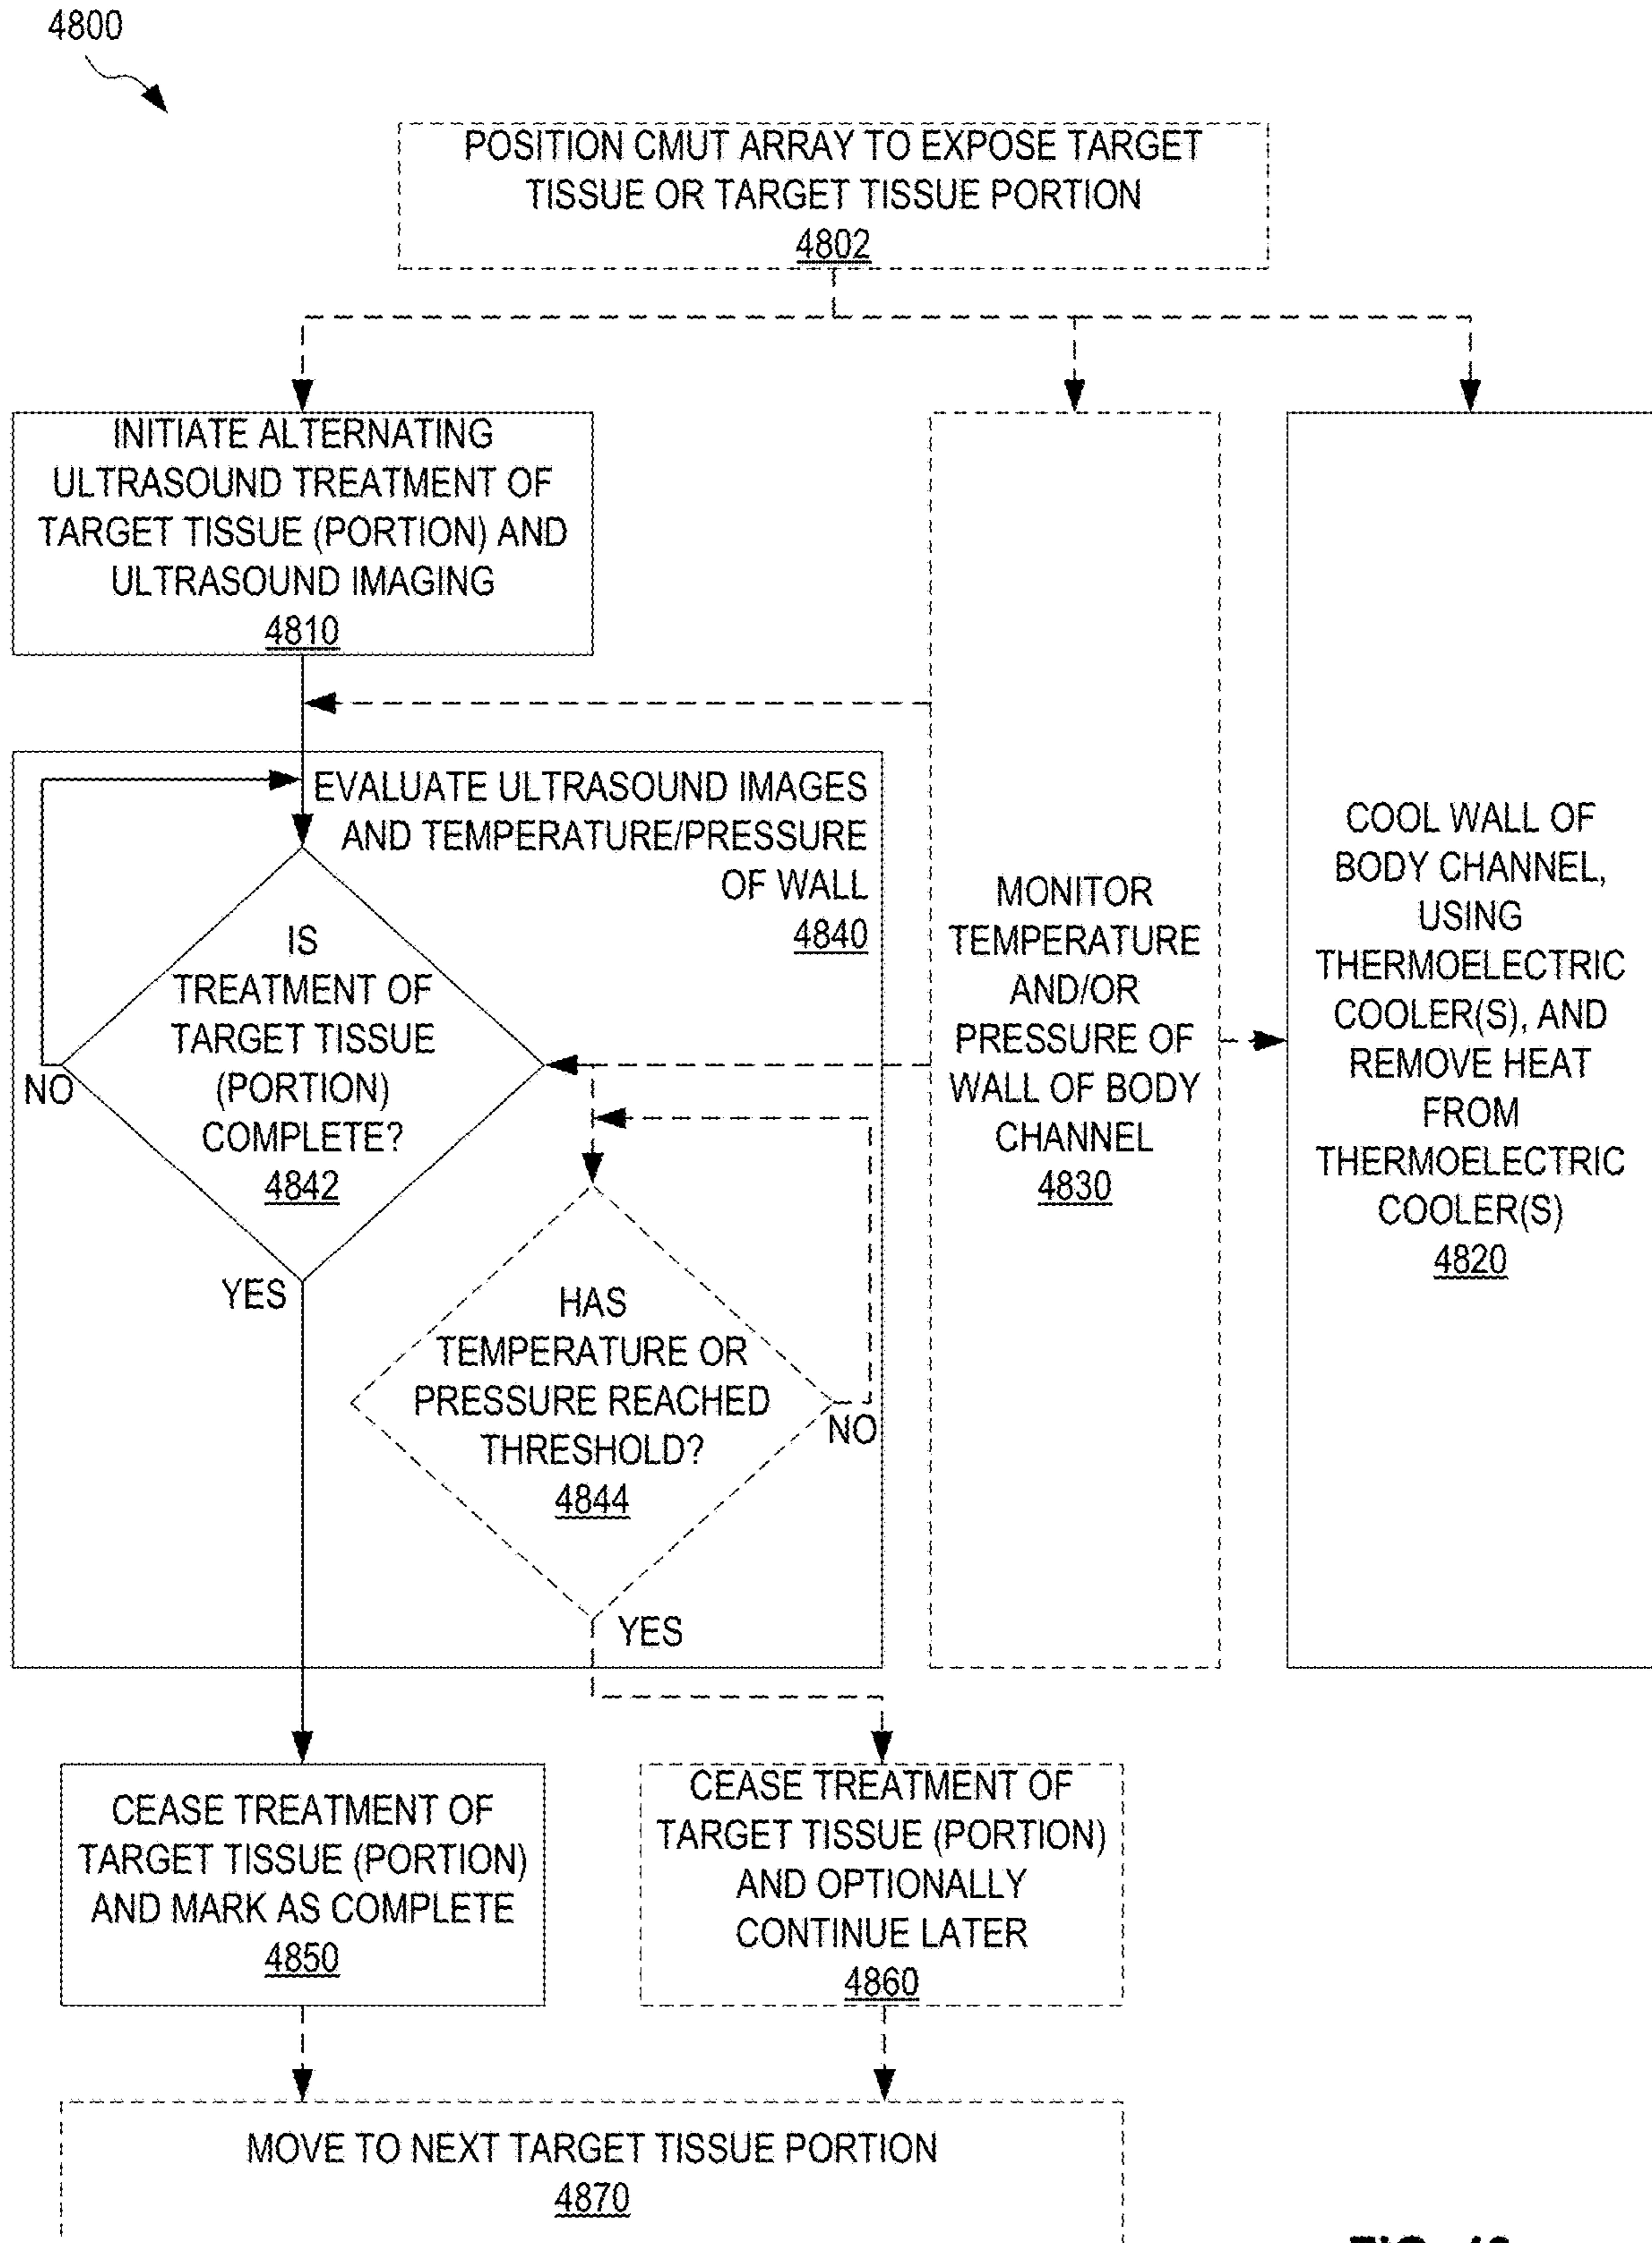 4800
POSITION CMUT ARRAY TO EXPOSE TARGET
TISSUE OR TARGET TISSUE PORTION
4802
INITIATE ALTERNATING
ULTRASOUND TREATMENT OF
TARGET TISSUE (PORTION) AND
ULTRASOUND IMAGING
4810
EVALUATE ULTRASOUND IMAGES
AND TEMPERATURE/PRESSURE
OF WALL
4840
IS
TREATMENT OF
TARGET TISSUE
(PORTION)
COMPLETE?
4842
NO
YES
HAS
TEMPERATURE OR
PRESSURE REACHED
THRESHOLD?
4844
NO
YES
MONITOR
TEMPERATURE
AND/OR
PRESSURE OF
WALL OF BODY
CHANNEL
4830
COOL WALL OF
BODY CHANNEL,
USING
THERMOELECTRIC
COOLER(S), AND
REMOVE HEAT
FROM
THERMOELECTRIC
COOLER(S)
4820
CEASE TREATMENT OF
TARGET TISSUE (PORTION)
AND MARK AS COMPLETE
4850
CEASE TREATMENT OF
TARGET TISSUE (PORTION)
AND OPTIONALLY
CONTINUE LATER
4860
MOVE TO NEXT TARGET TISSUE PORTION
4870